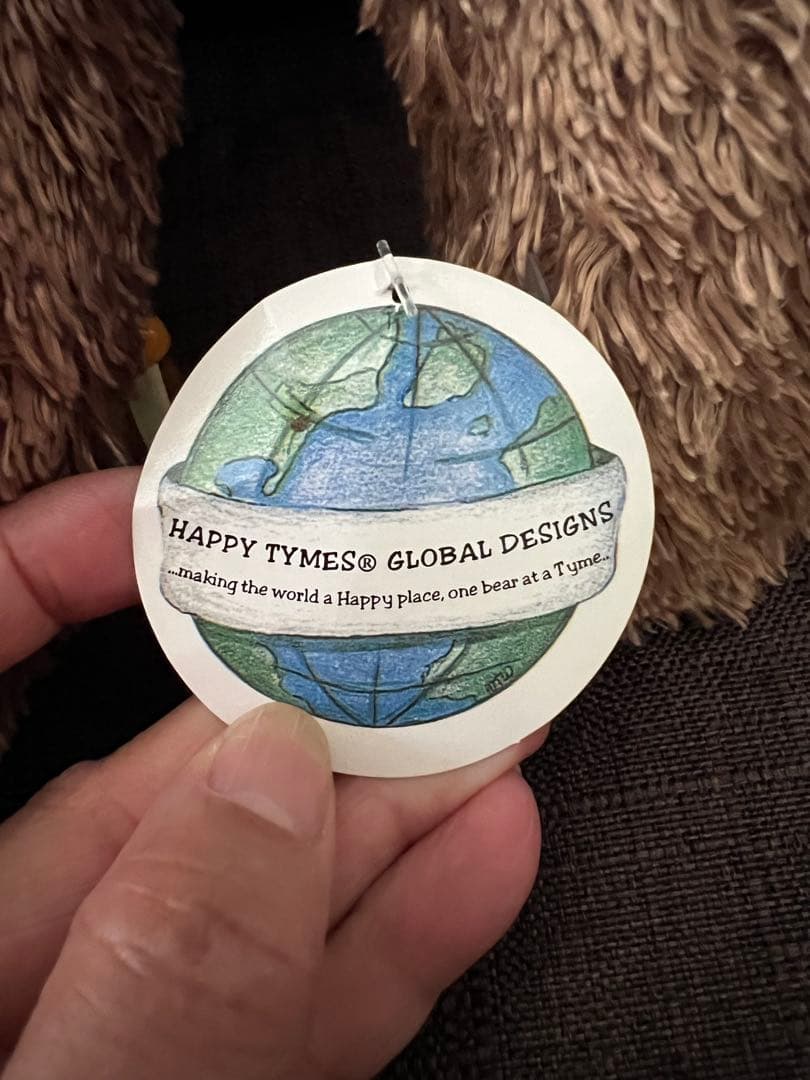 HAPPY TYMES® GLOBAL DESIGNS
...making the world a Happy place, one bear at a Tyme...